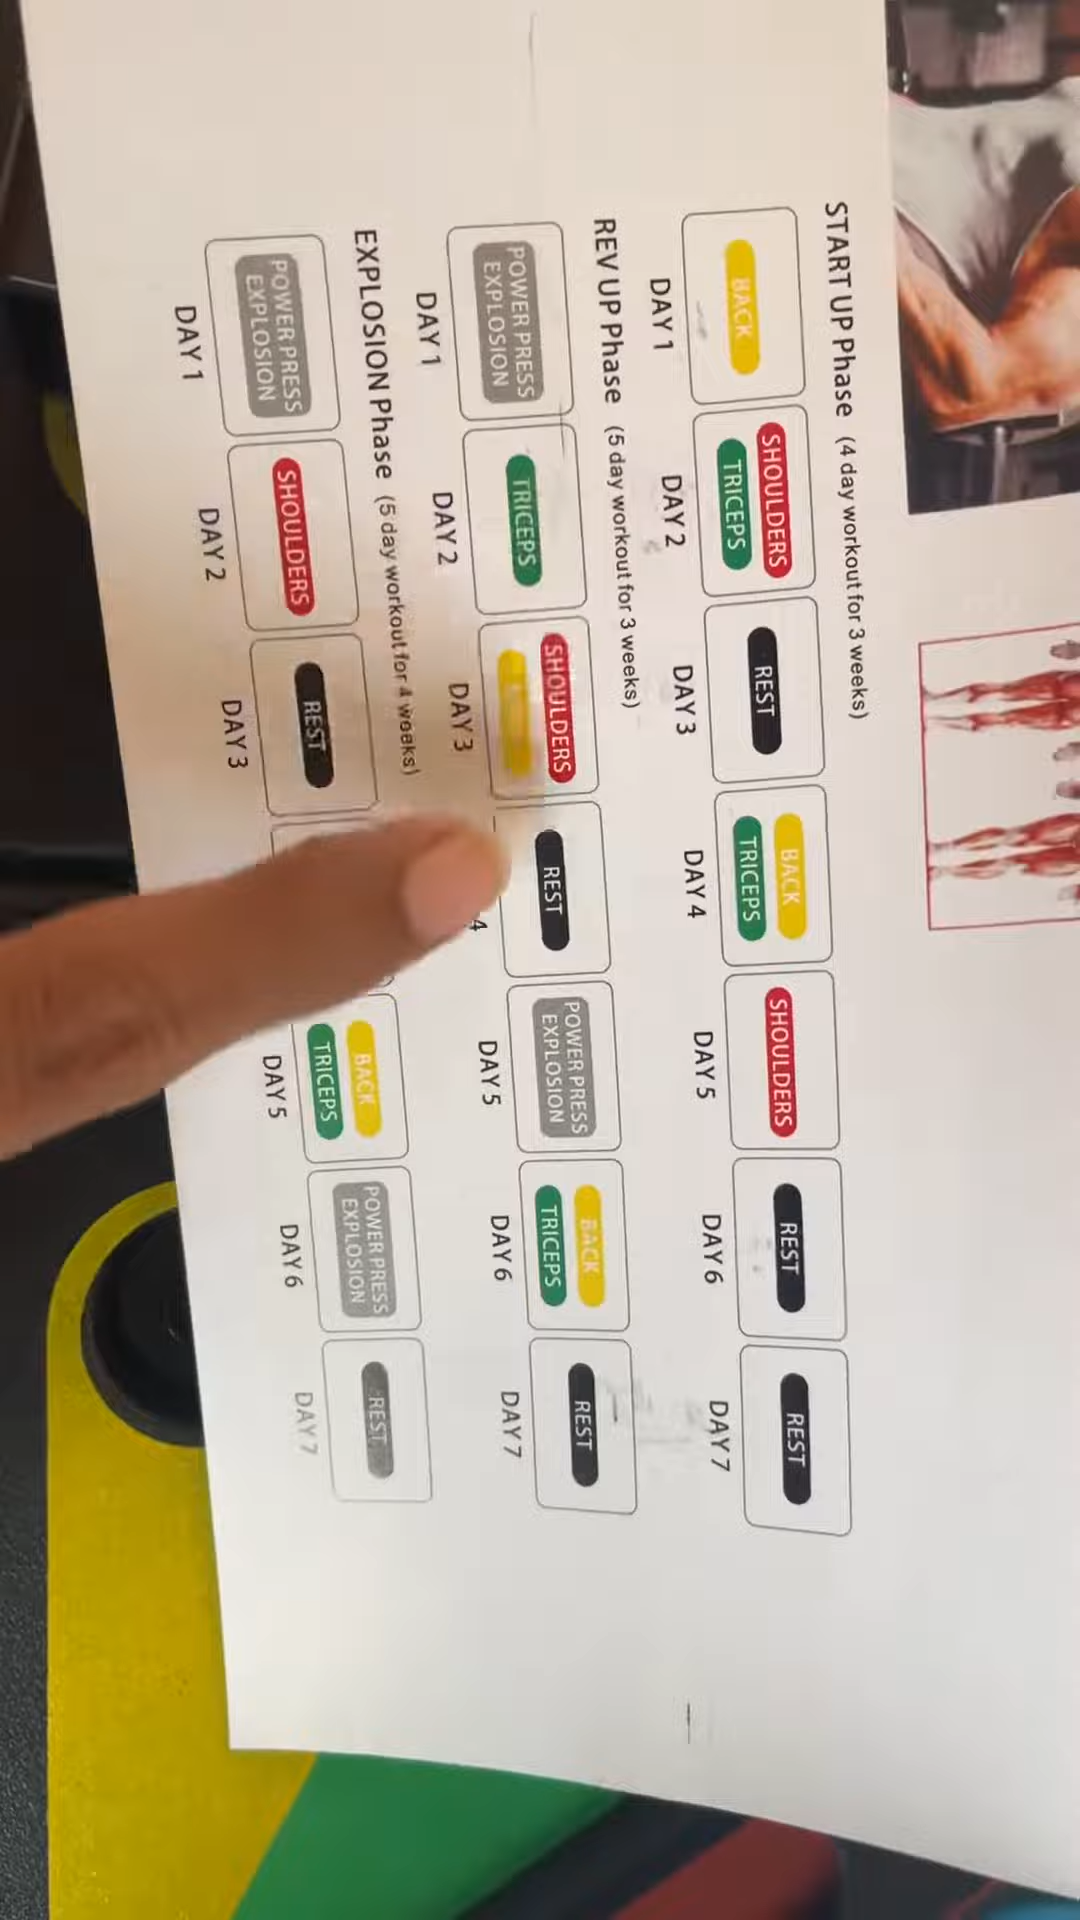 START UP Phase (4 day workout for 3 weeks)
BACK
SHOULDERS
TRICEPS
REST
BACK
TRICEPS
SHOULDERS
REST
REST
DAY 1 DAY 2 DAY 3 DAY 4 DAY 5 DAY 6 DAY 7
REV UP Phase (5 day workout for 3 weeks)
POWER PRESS
EXPLOSION
TRICEPS
SHOULDERS
REST
POWER PRESS
EXPLOSION
BACK
TRICEPS
REST
DAY 1 DAY 2 DAY 3 4 DAY 5 DAY 6 DAY 7
EXPLOSION Phase (5 day workout for 4 weeks)
POWER PRESS
EXPLOSION
SHOULDERS
REST
BACK
TRICEPS
POWER PRESS
EXPLOSION
REST
DAY 1 DAY 2 DAY 3 DAY 5 DAY 6 DAY 7